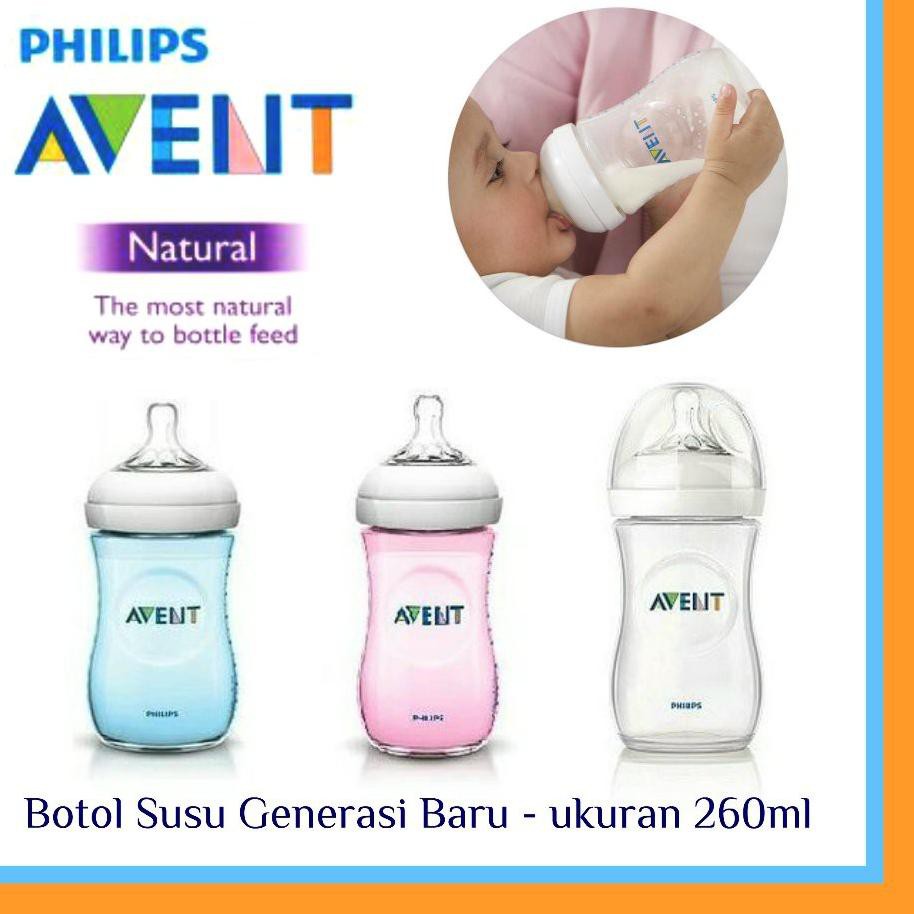 PHILIPS
AVENT
Natural
The most natural
way to bottle feed
AVENT
AVENT
PHILIPS
AVENT
PHILIPS
AVENT
PHILIPS
Botol Susu Generasi Baru - ukuran 260ml